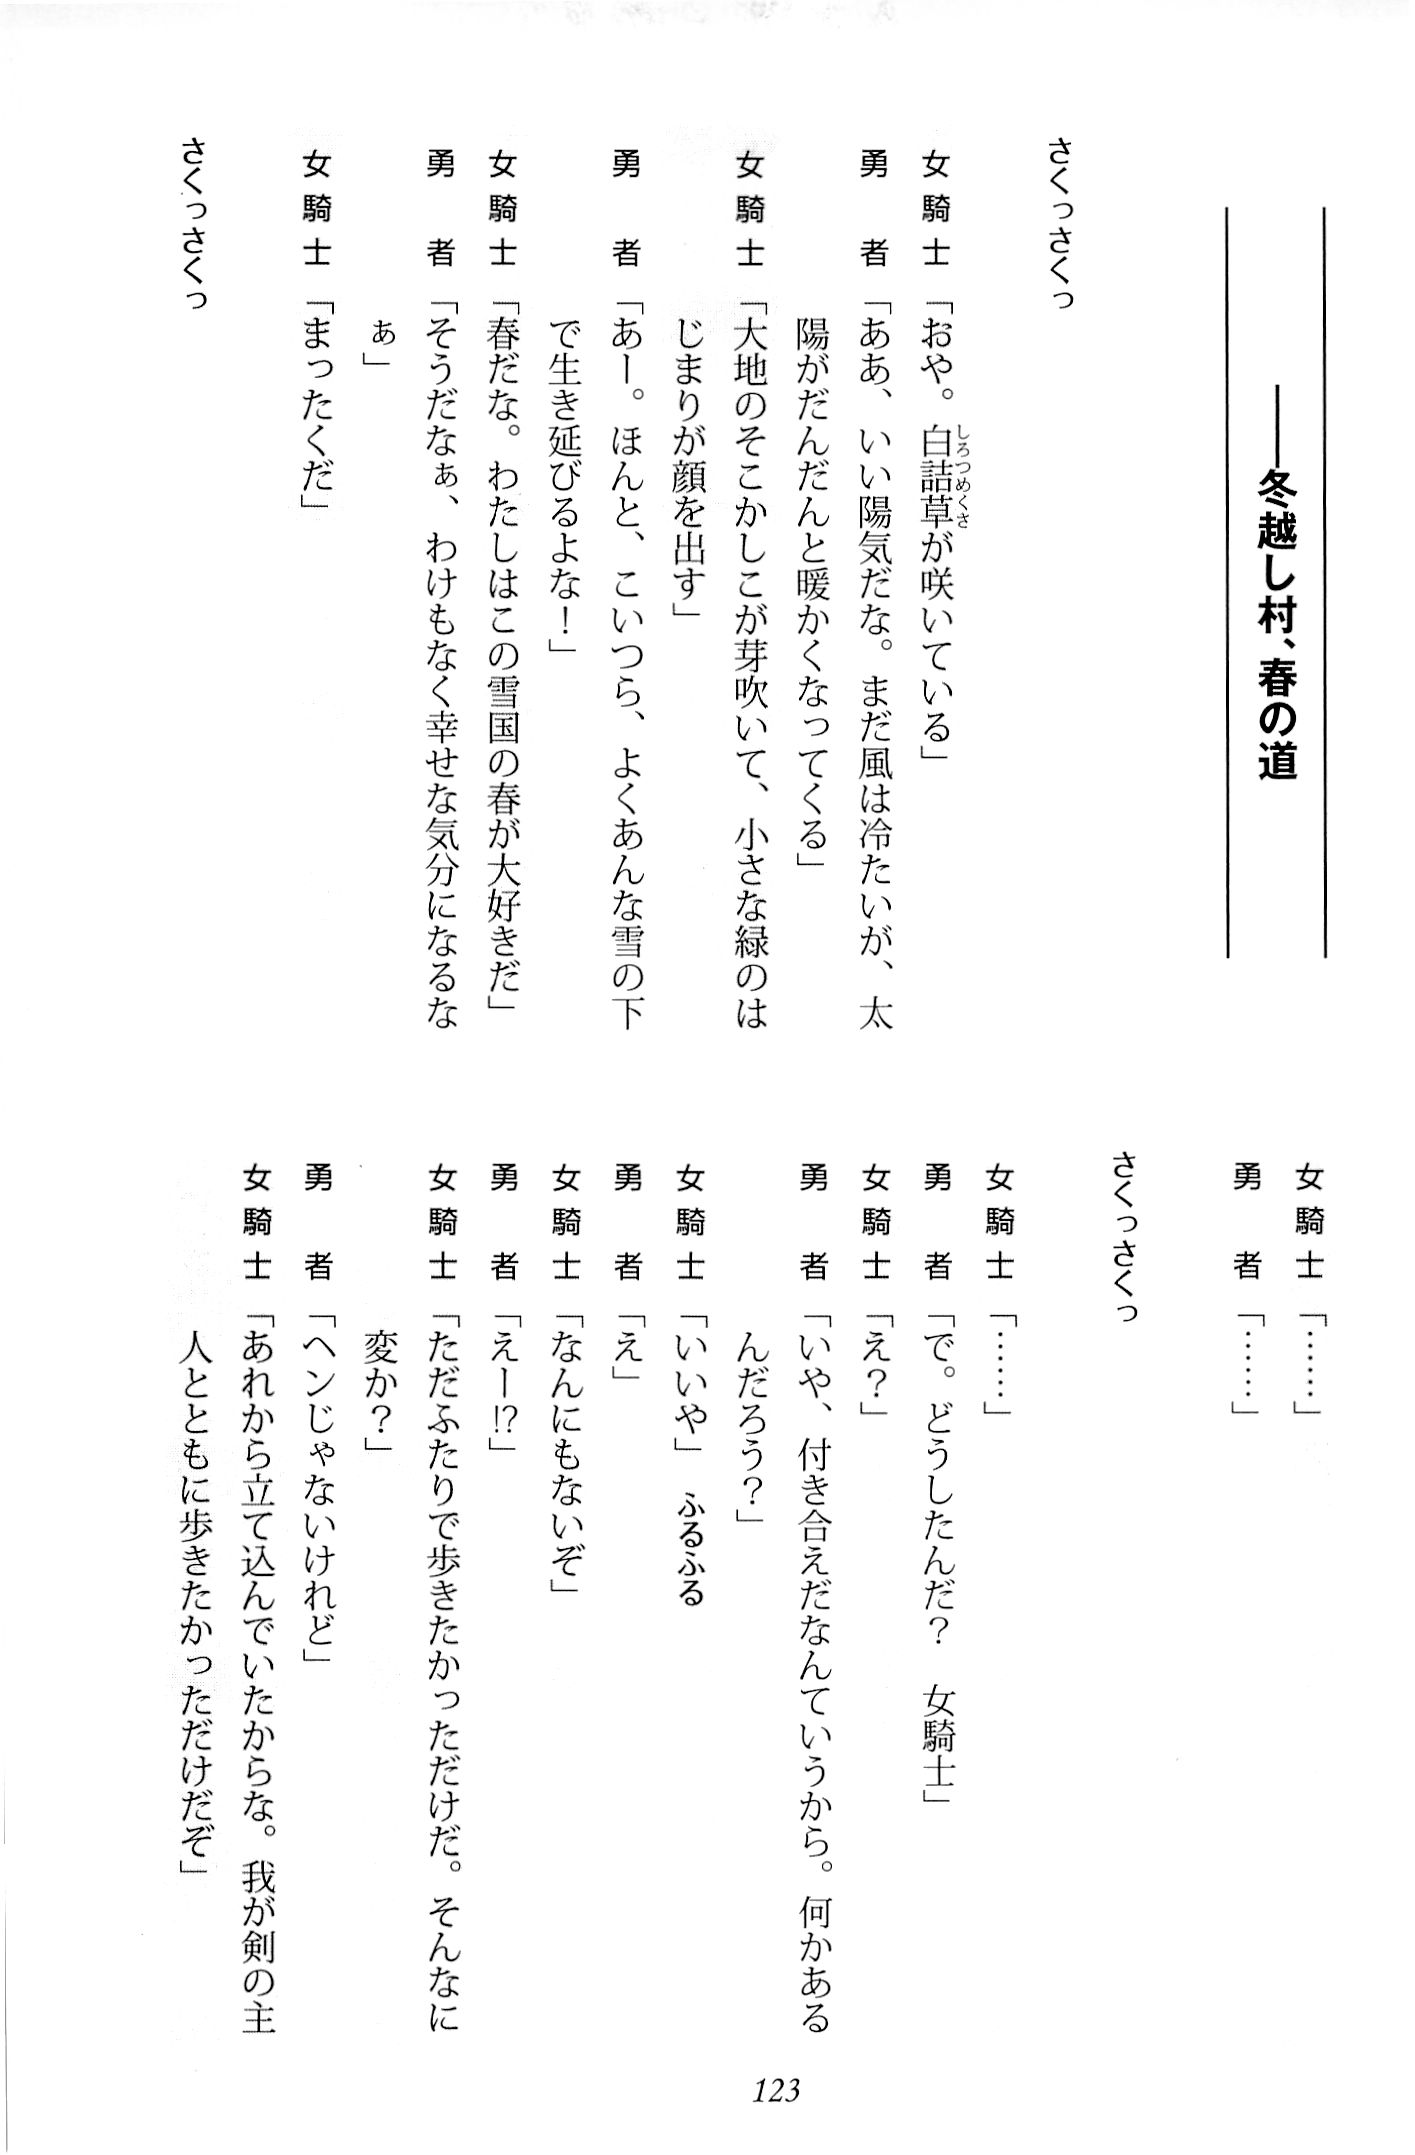 ――冬越し村、春の道
さくっさくっ
女騎士「おや。白詰草が咲いている」
しろつめくさ
勇　者「ああ、いい陽気だな。まだ風は冷たいが、太
陽がだんだんと暖かくなってくる」
女騎士「大地のそこかしこが芽吹いて、小さな緑のは
じまりが顔を出す」
勇　者「あー。ほんと、こいつら、よくあんな雪の下
で生き延びるよな！」
女騎士「春だな。わたしはこの雪国の春が大好きだ」
勇　者「そうだなぁ、わけもなく幸せな気分になるな
ぁ」
女騎士「まったくだ」
さくっさくっ
女騎士「……」
勇　者「……」
さくっさくっ
女騎士「……」
勇　者「で。どうしたんだ？　女騎士」
女騎士「え？」
勇　者「いや、付き合えだなんていうから。何かある
んだろう？」
女騎士「いいや」ふるふる
勇　者「え」
女騎士「なんにもないぞ」
勇　者「えー!?」
女騎士「ただふたりで歩きたかっただけだ。そんなに
変か？」
勇　者「ヘンじゃないけれど」
女騎士「あれから立て込んでいたからな。我が剣の主
人とともに歩きたかっただけだぞ」
123